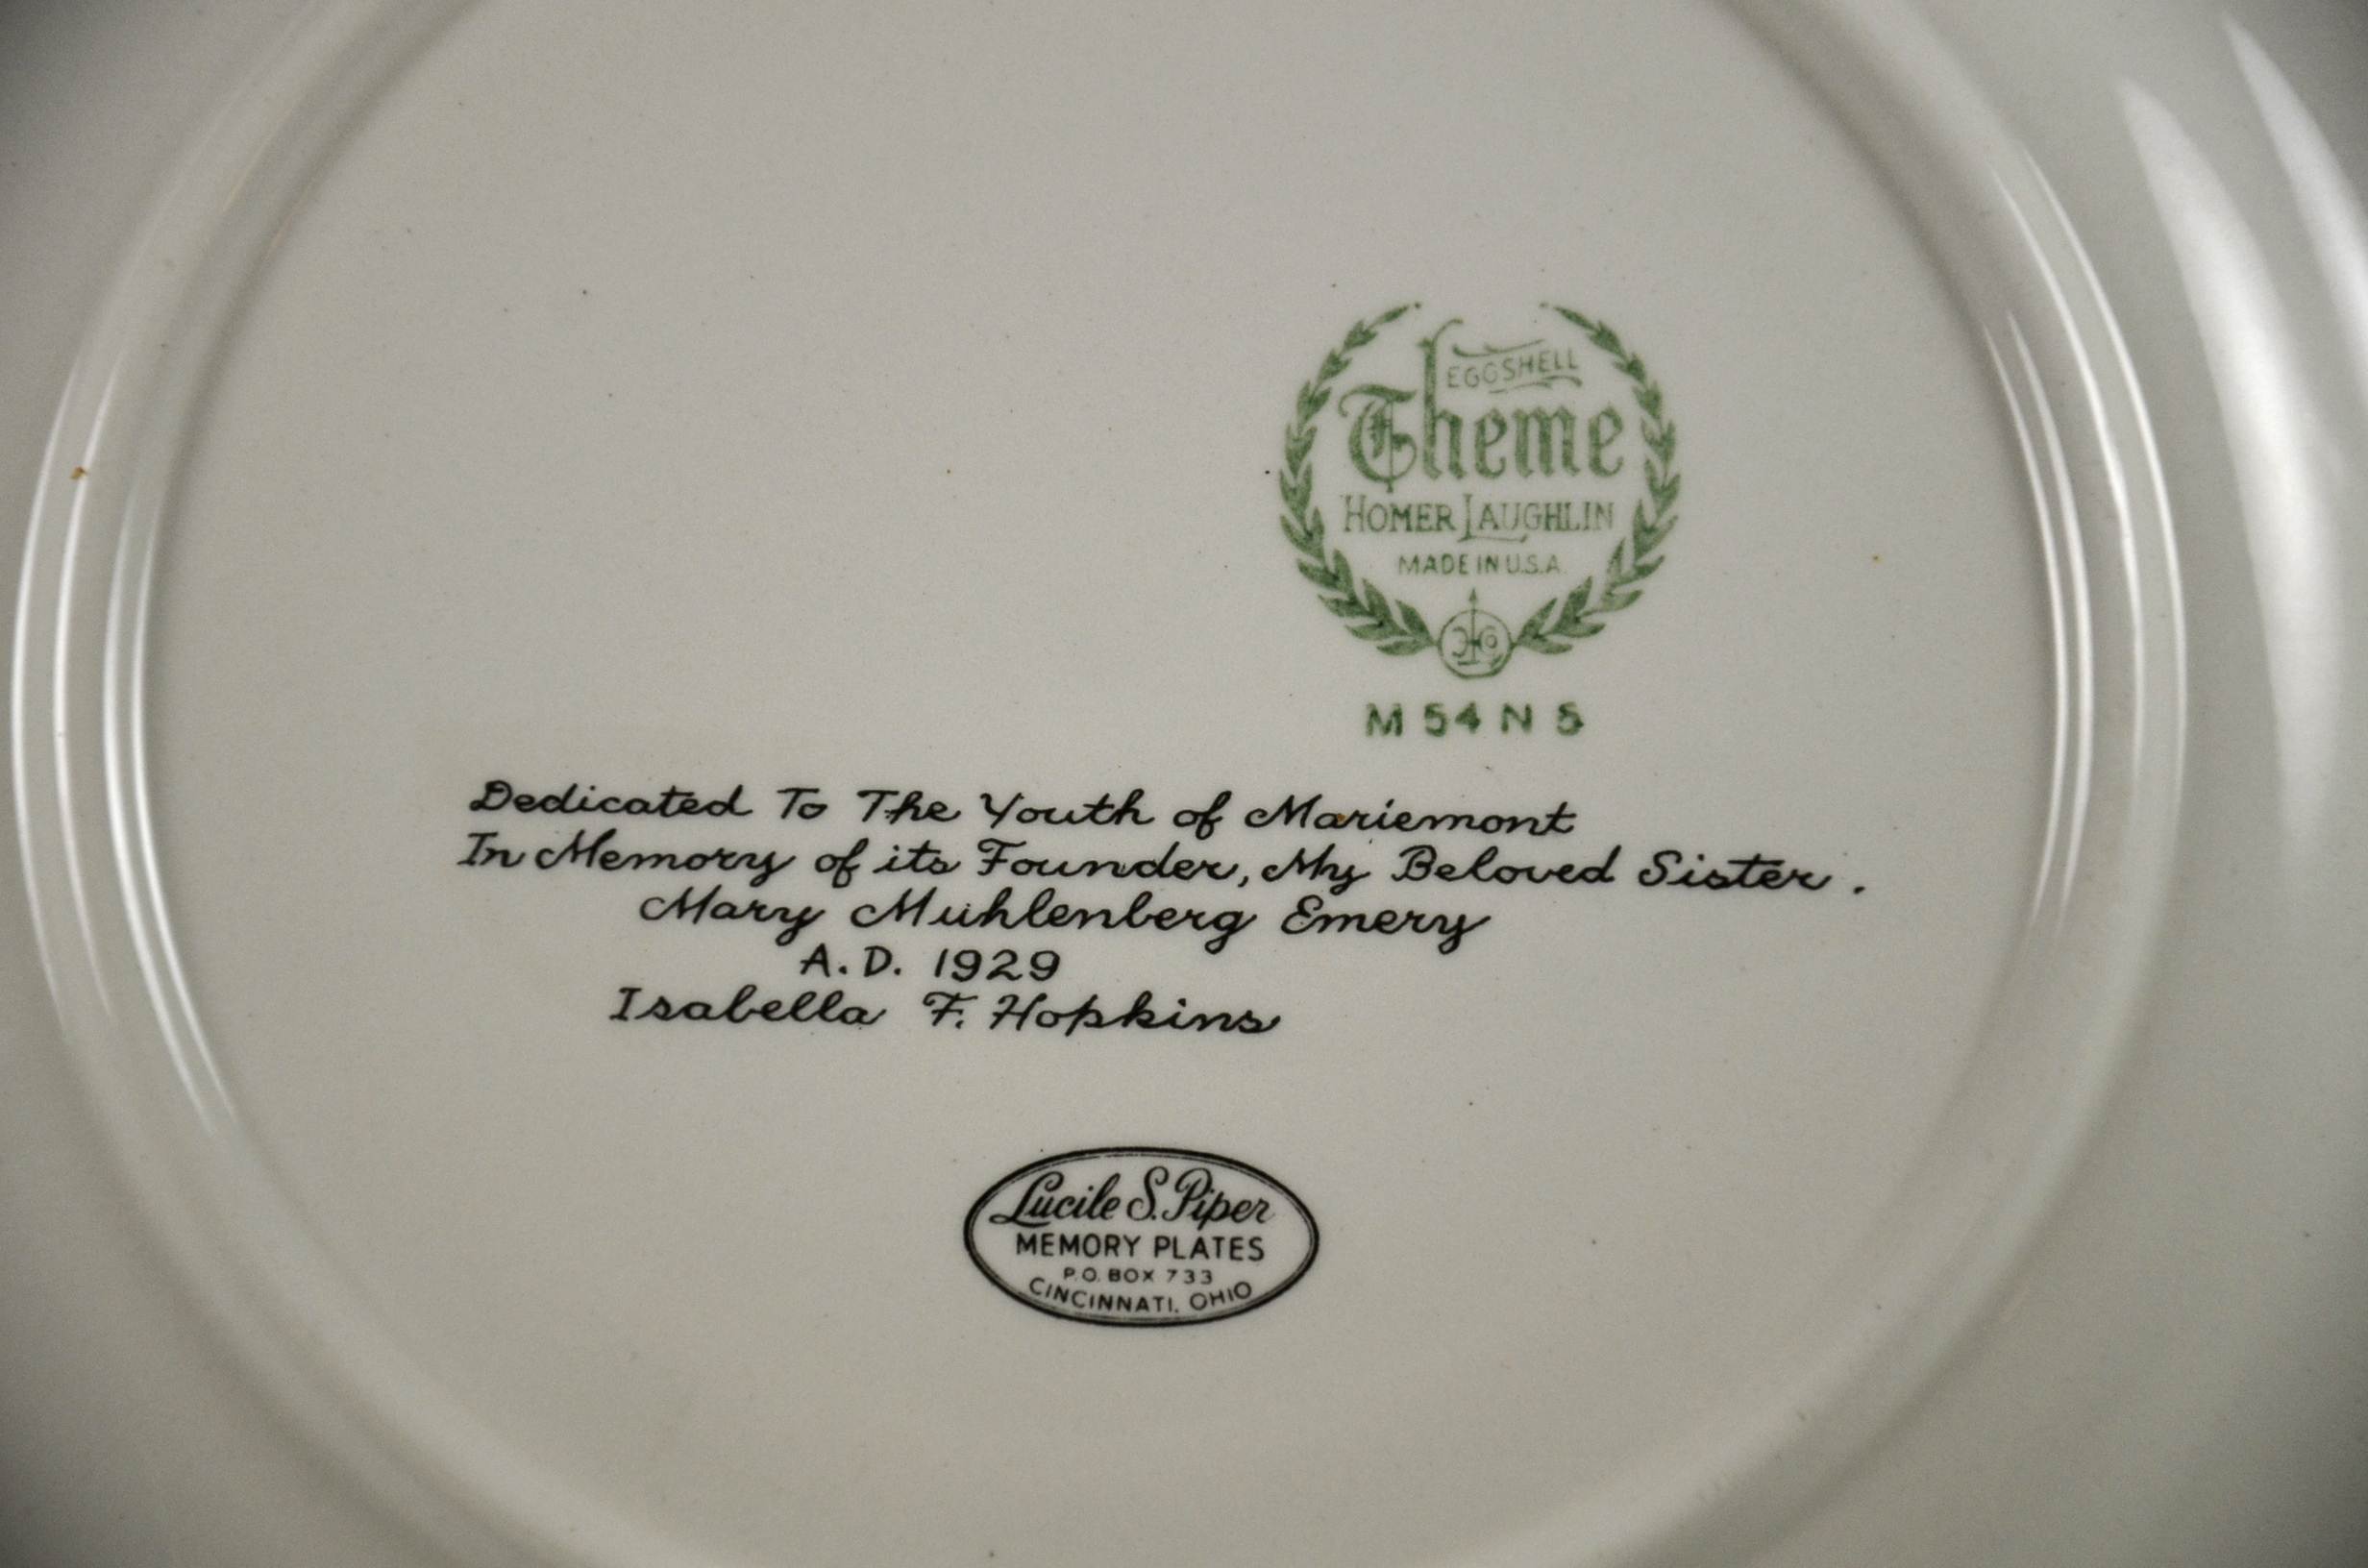 EGGSHELL
Theme
HOMER LAUGHLIN
MADE IN U.S.A.
M 54 N 5
Dedicated To The Youth of Mariemont
In Memory of its Founder, My Beloved Sister.
Mary Muhlenberg Emery
A.D. 1929
Isabella F. Hopkins
Lucile S. Piper
MEMORY PLATES
P.O. BOX 733
CINCINNATI, OHIO